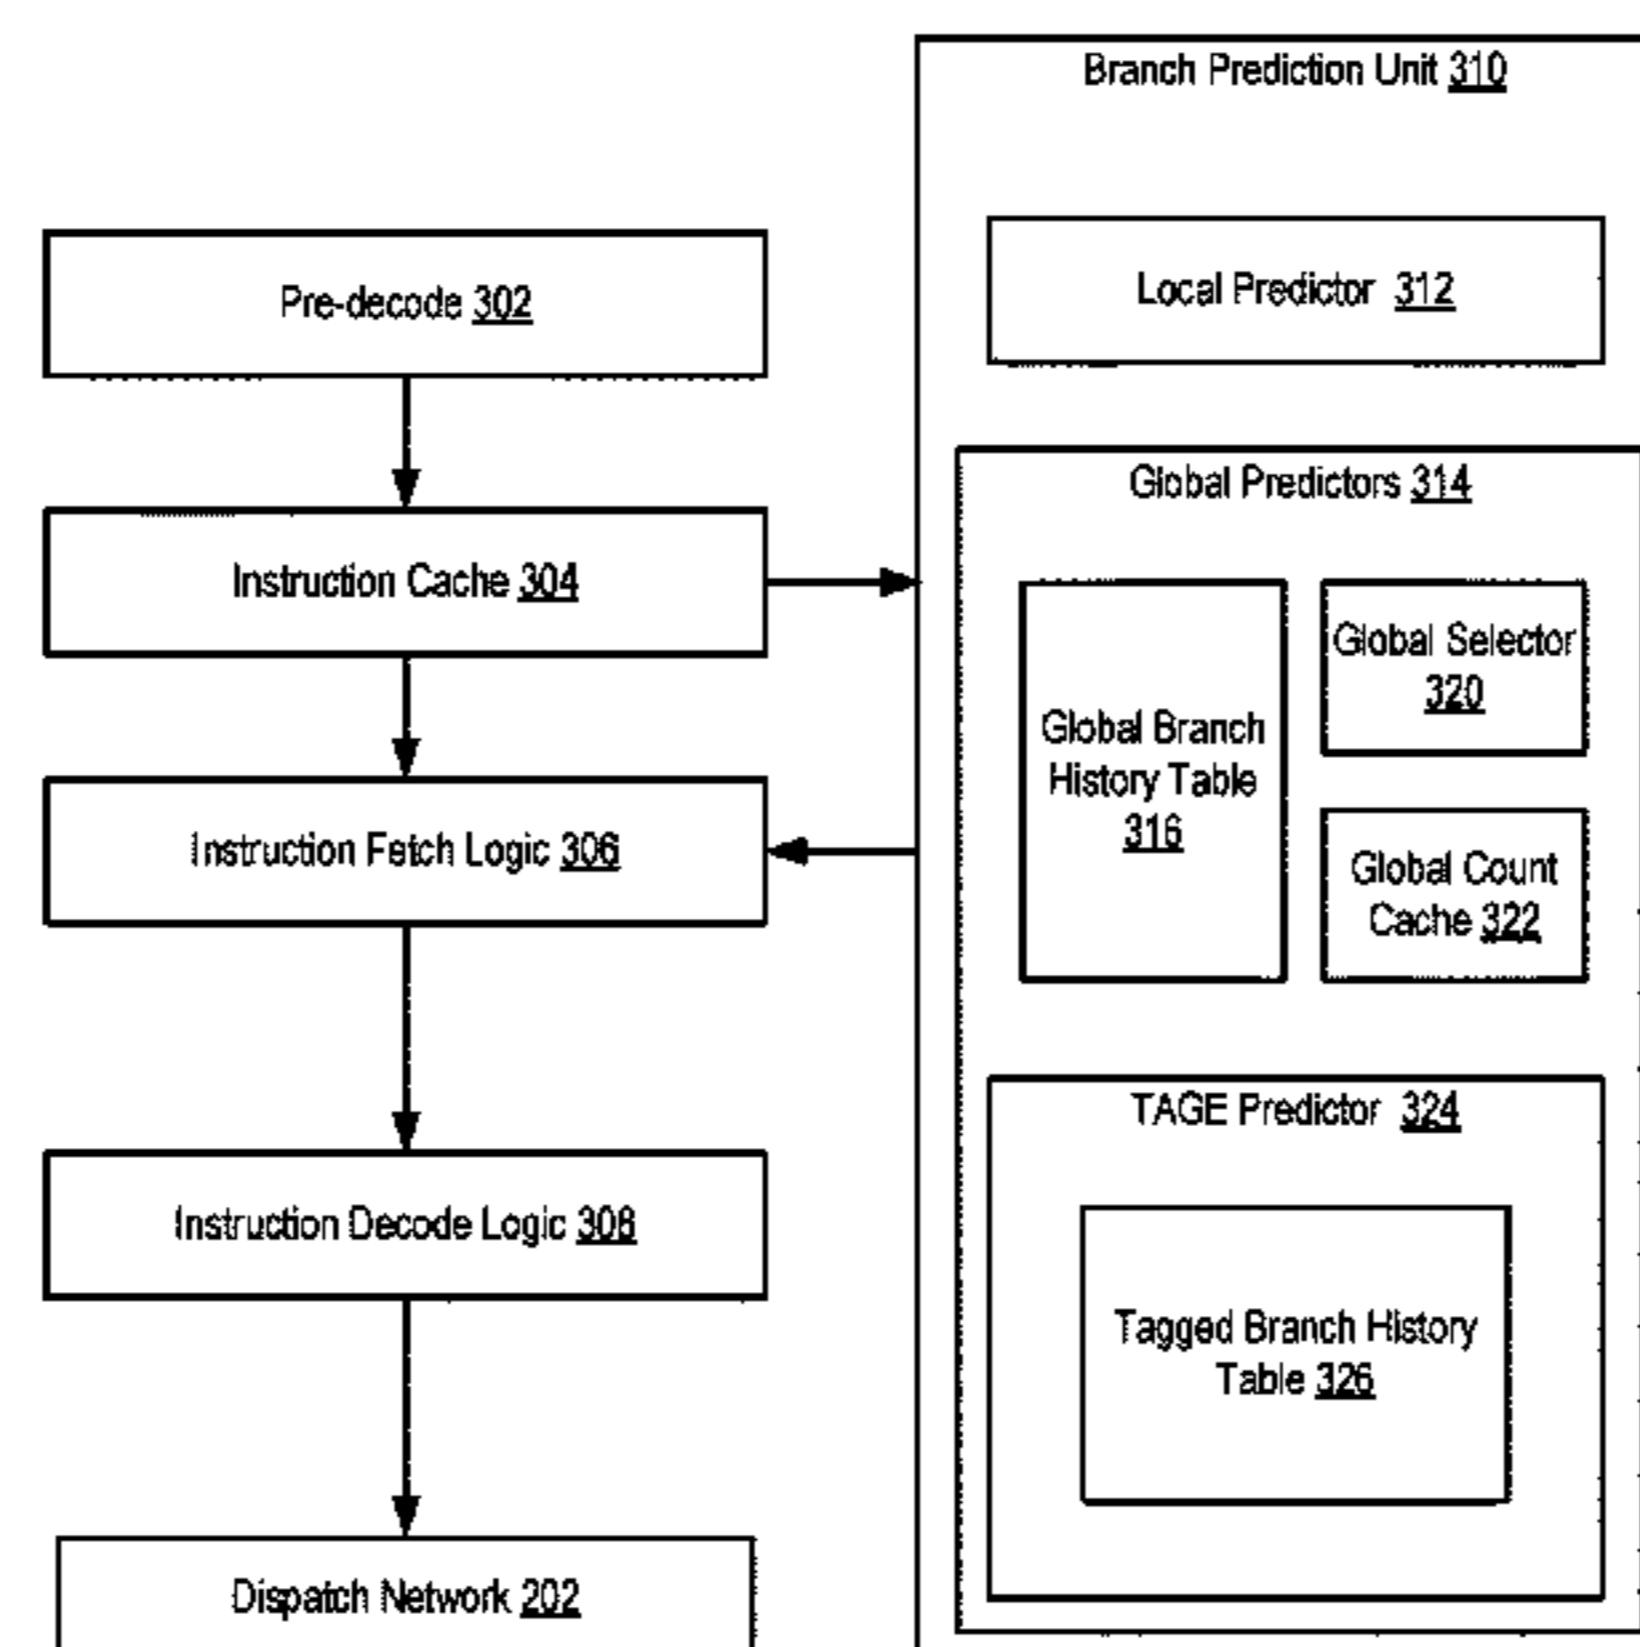 Branch Prediction Unit 310
Local Predictor 312
Pre-decode 302
Instruction Cache 304
Instruction Fetch Logic 306
Instruction Decode Logic 308
Dispatch Network 202
Global Predictors 314
Global Branch
History Table
316
Global Selector
320
Global Count
Cache 322
TAGE Predictor 324
Tagged Branch History
Table 326